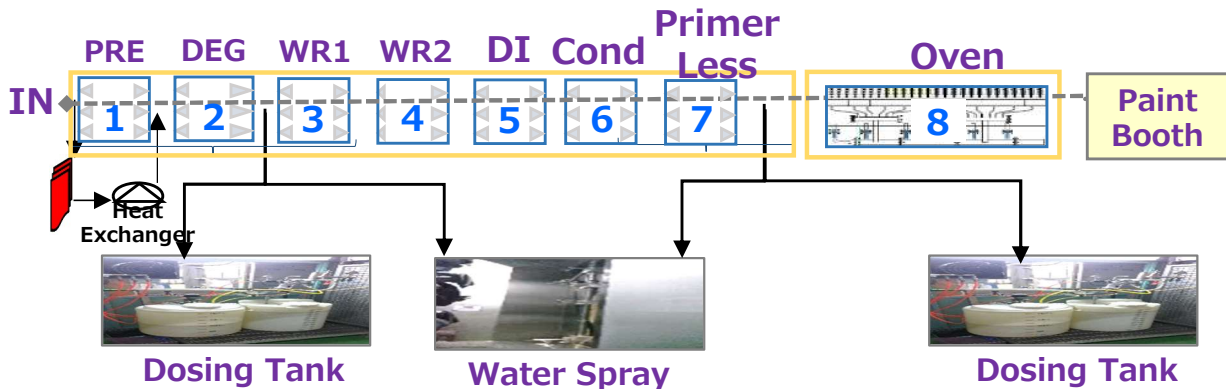 PRE
DEG
WR1
WR2
DI
Cond
Primer
Less
Oven
IN
1
2
3
4
5
6
7
8
Paint
Booth
Heat
Exchanger
Dosing Tank
Water Spray
Dosing Tank